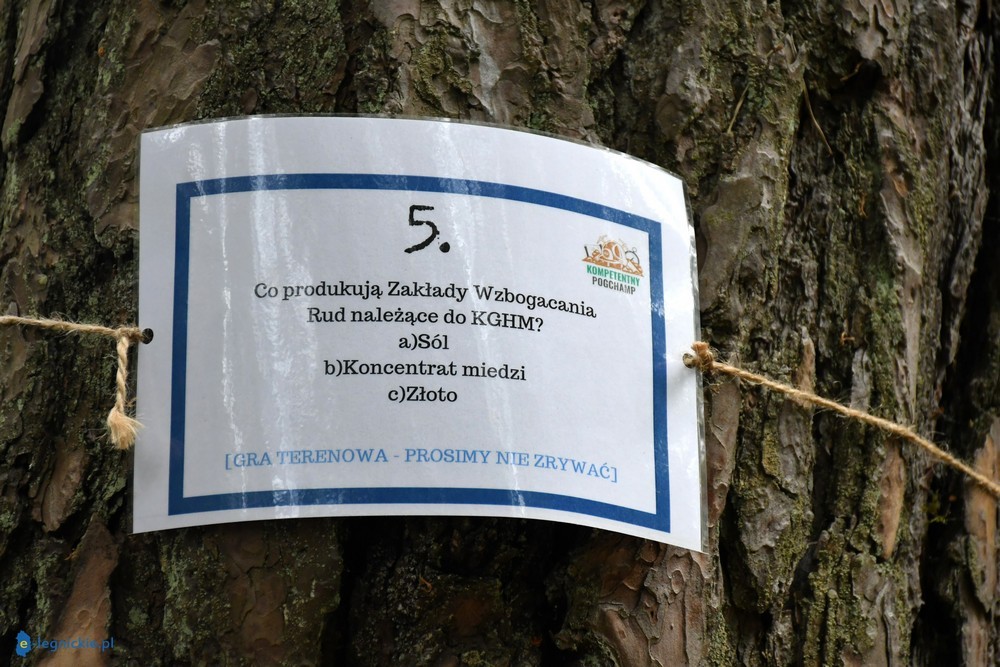 5.
50
KOMPETENTNY
POGCHAMP
Co produkują Zakłady Wzbogacania
Rud należące do KGHM?
a)Sól
b)Koncentrat miedzi
c)Złoto
[GRA TERENOWA - PROSIMY NIE ZRYWAĆ]
e-legnickie.pl